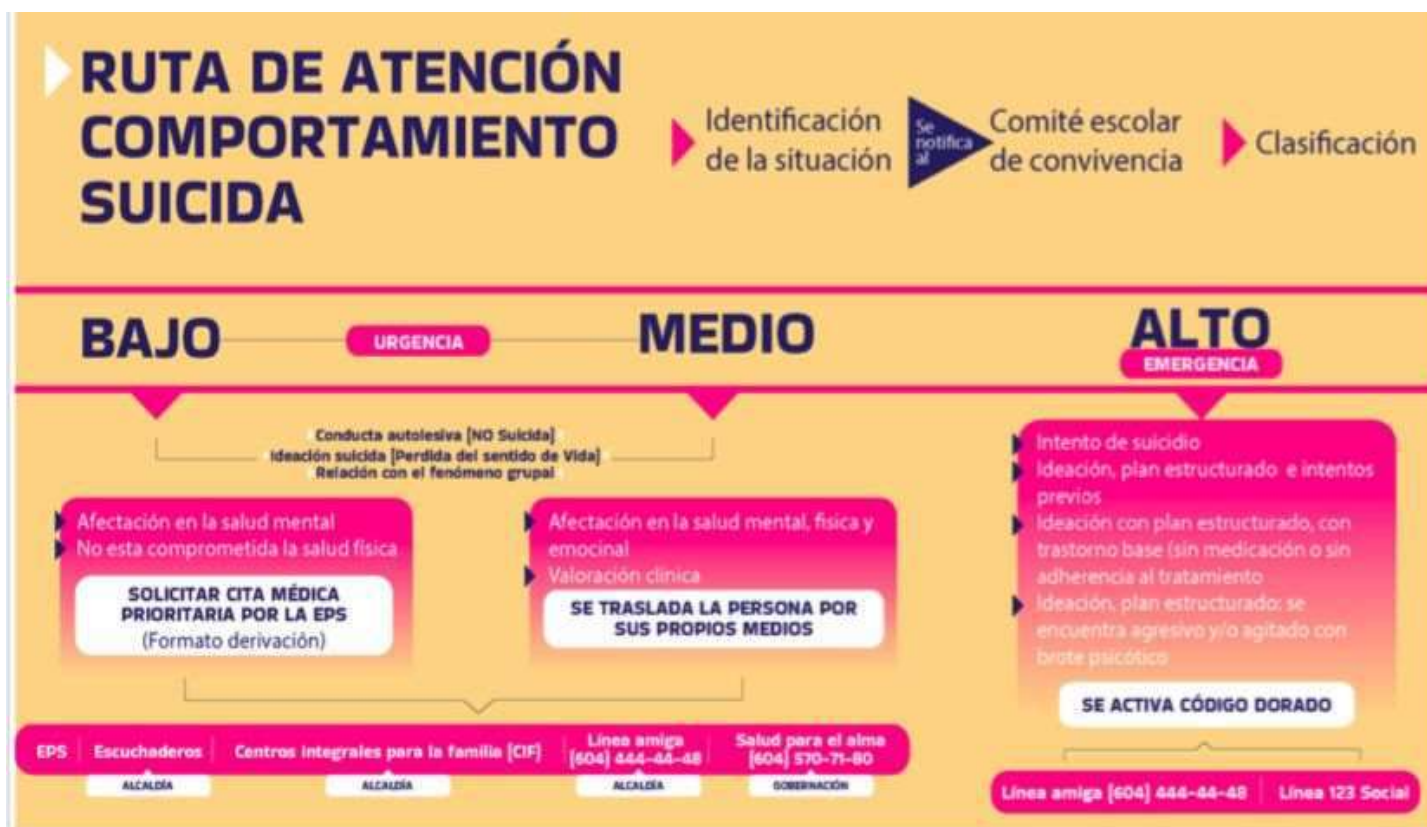 RUTA DE ATENCIÓN
COMPORTAMIENTO
SUICIDA
Identificación
de la situación
Se
notifica
al
Comité escolar
de convivencia
Clasificación
BAJO
URGENCIA
MEDIO
ALTO
EMERGENCIA
Conducta autolesiva [NO Suicida]
Ideación suicida [Perdida del sentido de Vida]
Relación con el fenómeno grupal
Afectación en la salud mental
No esta comprometida la salud física
SOLICITAR CITA MÉDICA
PRIORITARIA POR LA EPS
(Formato derivación)
Afectación en la salud mental, física y
emocinal
Valoración clínica
SE TRASLADA LA PERSONA POR
SUS PROPIOS MEDIOS
Intento de suicidio
Ideación, plan estructurado e intentos
previos
Ideación con plan estructurado, con
trastorno base (sin medicación o sin
adherencia al tratamiento
Ideación, plan estructurado; se
encuentra agresivo y/o agitado con
brote psicótico
SE ACTIVA CÓDIGO DORADO
EPS
Escuchaderos
ALCALDÍA
Centros integrales para la familia [CIF]
ALCALDÍA
Línea amiga
[604] 444-44-48
ALCALDÍA
Salud para el alma
[604] 570-71-80
GOBERNACIÓN
Línea amiga [604] 444-44-48
Línea 123 Social